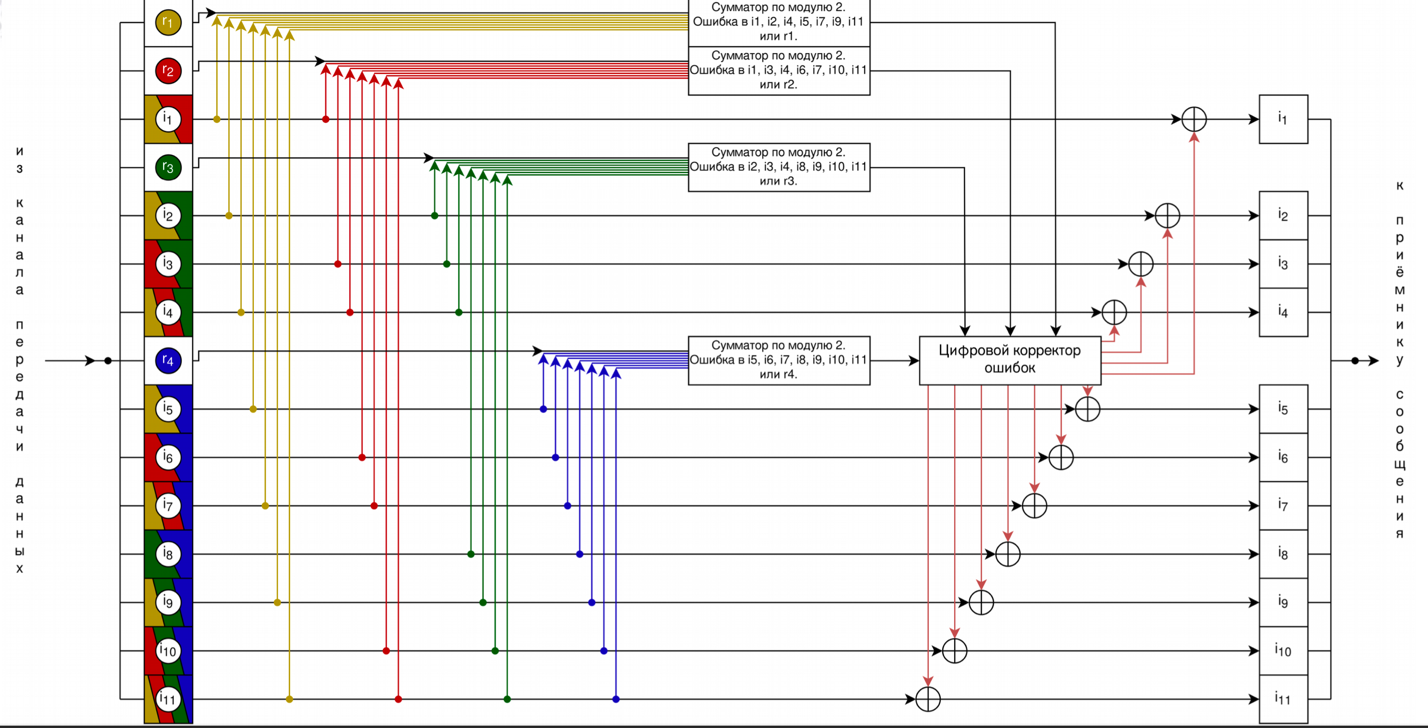 из канала передачи данных
r1
Сумматор по модулю 2.
Ошибка в i1, i2, i4, i5, i7, i9, i11
или r1.
r2
Сумматор по модулю 2.
Ошибка в i1, i3, i4, i6, i7, i10, i11
или r2.
i1
i1
r3
Сумматор по модулю 2.
Ошибка в i2, i3, i4, i8, i9, i10, i11
или r3.
i2
i2
i3
i3
i4
i4
r4
Сумматор по модулю 2.
Ошибка в i5, i6, i7, i8, i9, i10, i11
или r4.
Цифровой корректор
ошибок
i5
i5
i6
i6
i7
i7
i8
i8
i9
i9
i10
i10
i11
i11
к приёмнику сообщения